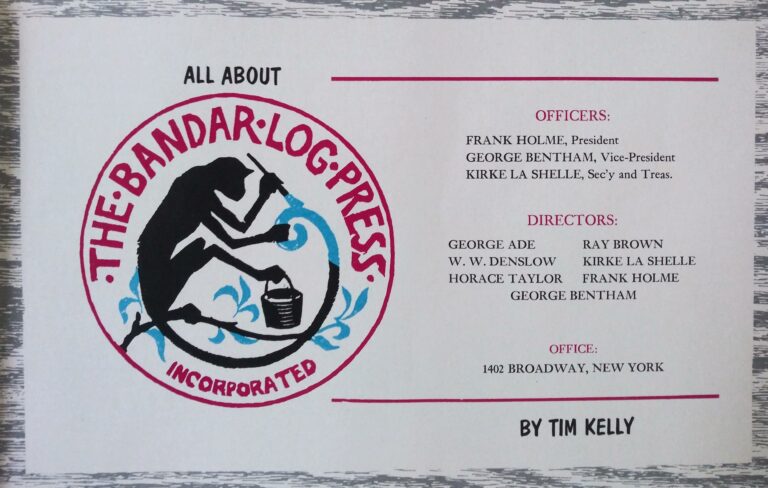 ALL ABOUT
THE·BANDAR·LOG·PRESS·
INCORPORATED
OFFICERS:
FRANK HOLME, President
GEORGE BENTHAM, Vice-President
KIRKE LA SHELLE, Sec'y and Treas.
DIRECTORS:
GEORGE ADE RAY BROWN
W. W. DENSLOW KIRKE LA SHELLE
HORACE TAYLOR FRANK HOLME
GEORGE BENTHAM
OFFICE:
1402 BROADWAY, NEW YORK
BY TIM KELLY